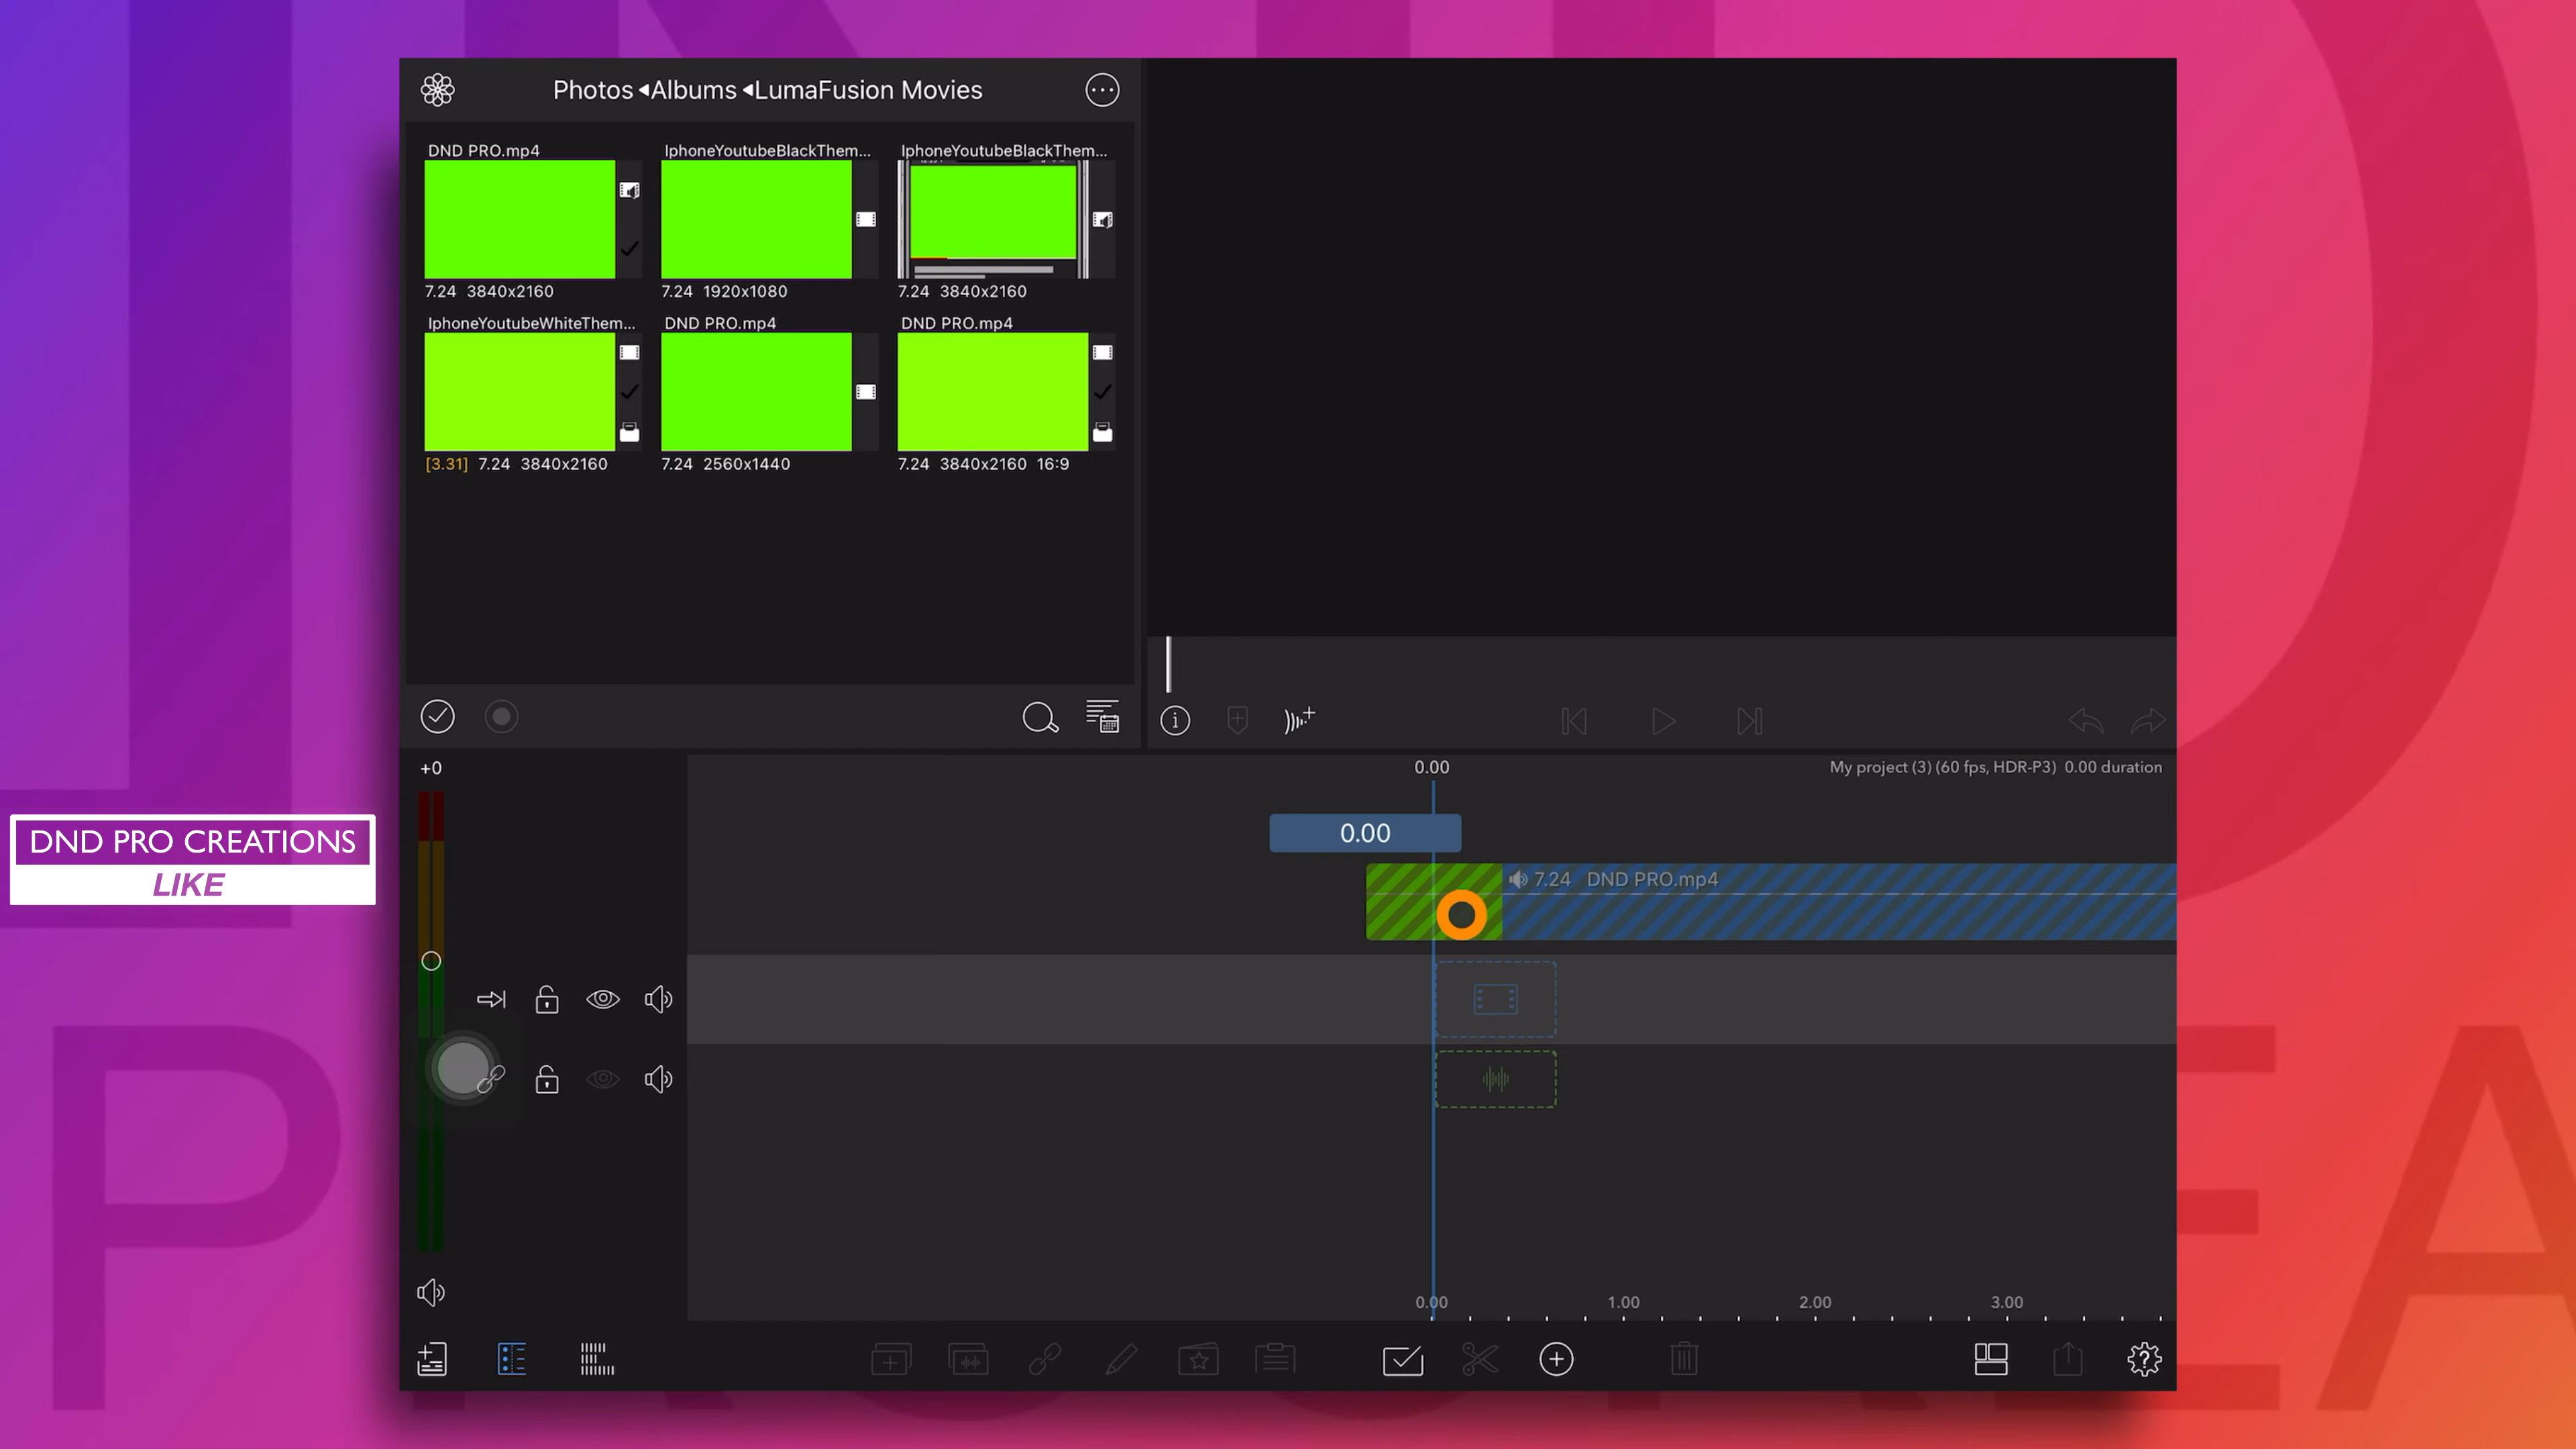 Photos ◂Albums ◂LumaFusion Movies
DND PRO.mp4
IphoneYoutubeBlackThem...
IphoneYoutubeBlackThem...
7.24 3840x2160
7.24 1920x1080
7.24 3840x2160
IphoneYoutubeWhiteThem...
DND PRO.mp4
DND PRO.mp4
[3.31] 7.24 3840x2160
7.24 2560x1440
7.24 3840x2160 16:9
+0
0.00
My project (3) (60 fps, HDR-P3) 0.00 duration
0.00
DND PRO CREATIONS
LIKE
7.24 DND PRO.mp4
0.00
1.00
2.00
3.00